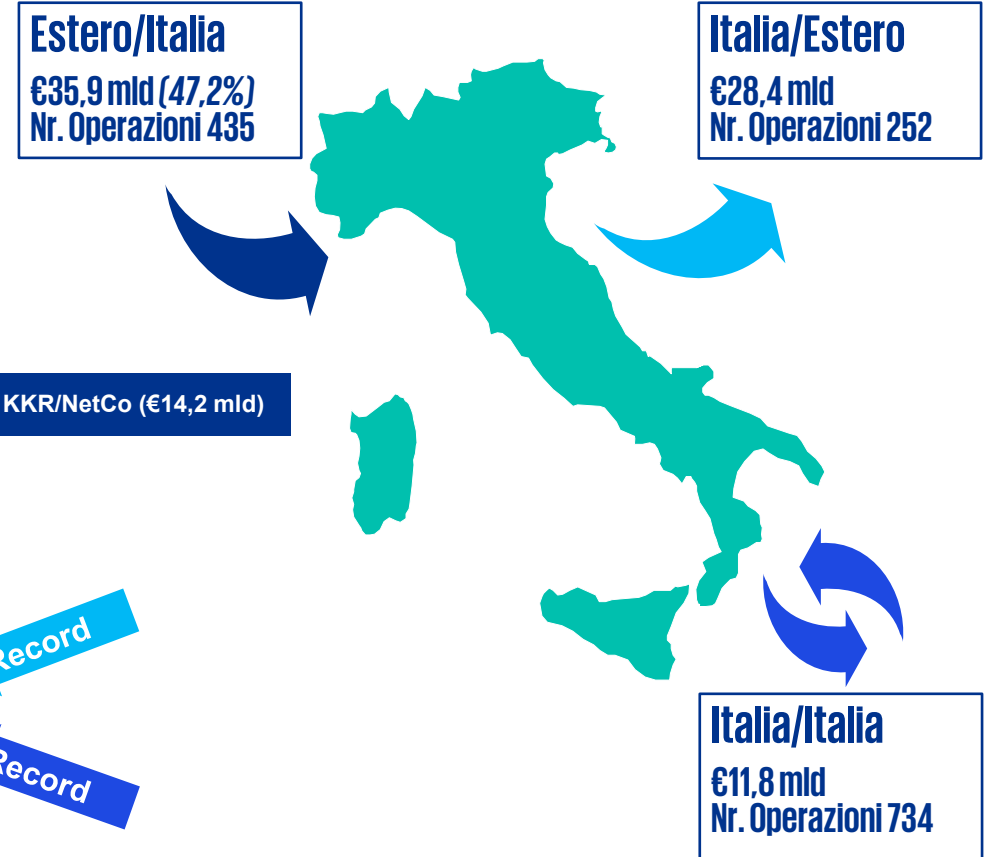 Estero/Italia
€35,9 mld (47,2%)
Nr. Operazioni 435
Italia/Estero
€28,4 mld
Nr. Operazioni 252
KKR/NetCo (€14,2 mld)
Record
Record
Italia/Italia
€11,8 mld
Nr. Operazioni 734